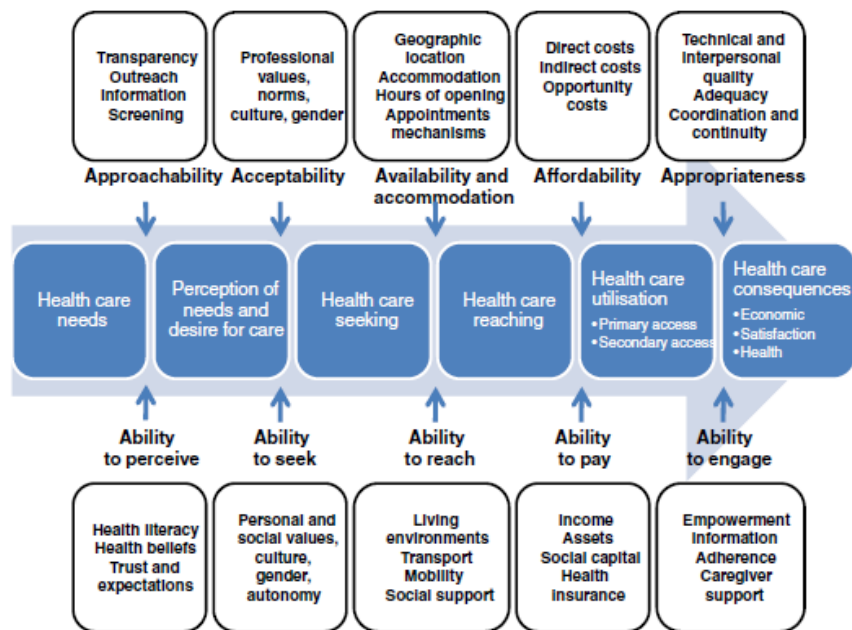 Transparency
Outreach
Information
Screening
Professional
values,
norms,
culture, gender
Geographic
location
Accommodation
Hours of opening
Appointments
mechanisms
Direct costs
Indirect costs
Opportunity
costs
Technical and
interpersonal
quality
Adequacy
Coordination and
continuity
Approachability
Acceptability
Availability and
accommodation
Affordability
Appropriateness
Health care
needs
Perception of
needs and
desire for care
Health care
seeking
Health care
reaching
Health care
utilisation
•Primary access
•Secondary access
Health care
consequences
•Economic
•Satisfaction
•Health
Ability
to perceive
Ability
to seek
Ability
to reach
Ability
to pay
Ability
to engage
Health literacy
Health beliefs
Trust and
expectations
Personal and
social values,
culture,
gender,
autonomy
Living
environments
Transport
Mobility
Social support
Income
Assets
Social capital
Health
insurance
Empowerment
Information
Adherence
Caregiver
support